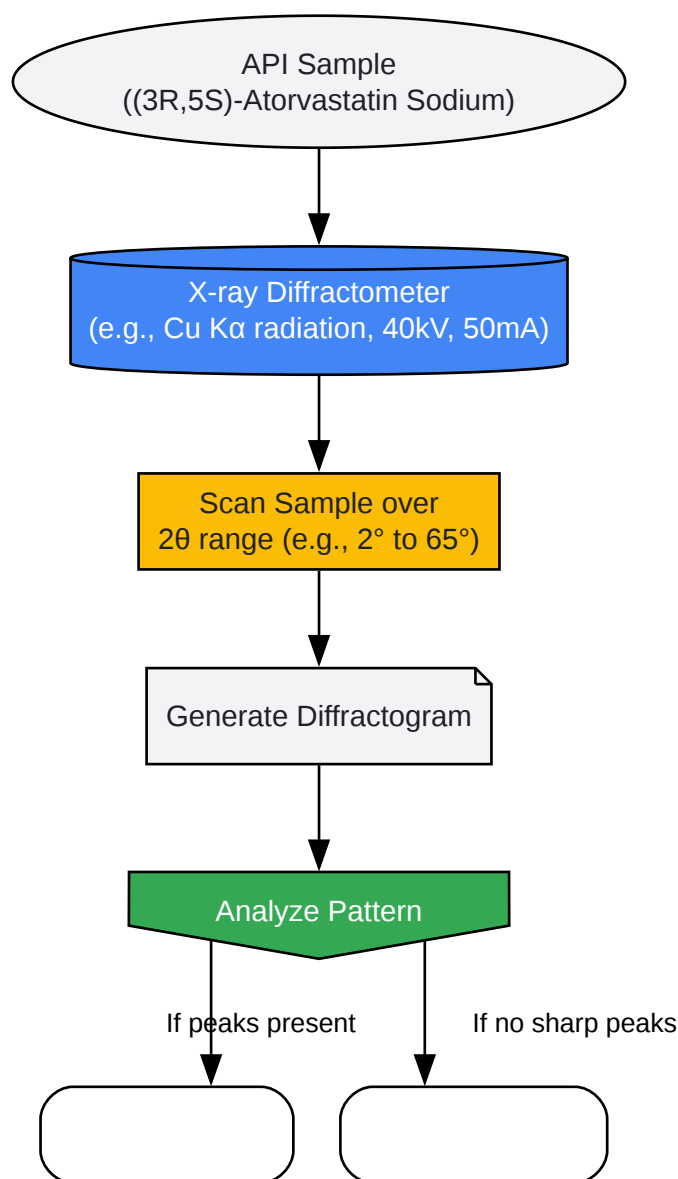 API Sample
((3R,5S)-Atorvastatin Sodium)
X-ray Diffractometer
(e.g., Cu Kα radiation, 40kV, 50mA)
Scan Sample over
2θ range (e.g., 2° to 65°)
Generate Diffractogram
Analyze Pattern
If peaks present
If no sharp peaks